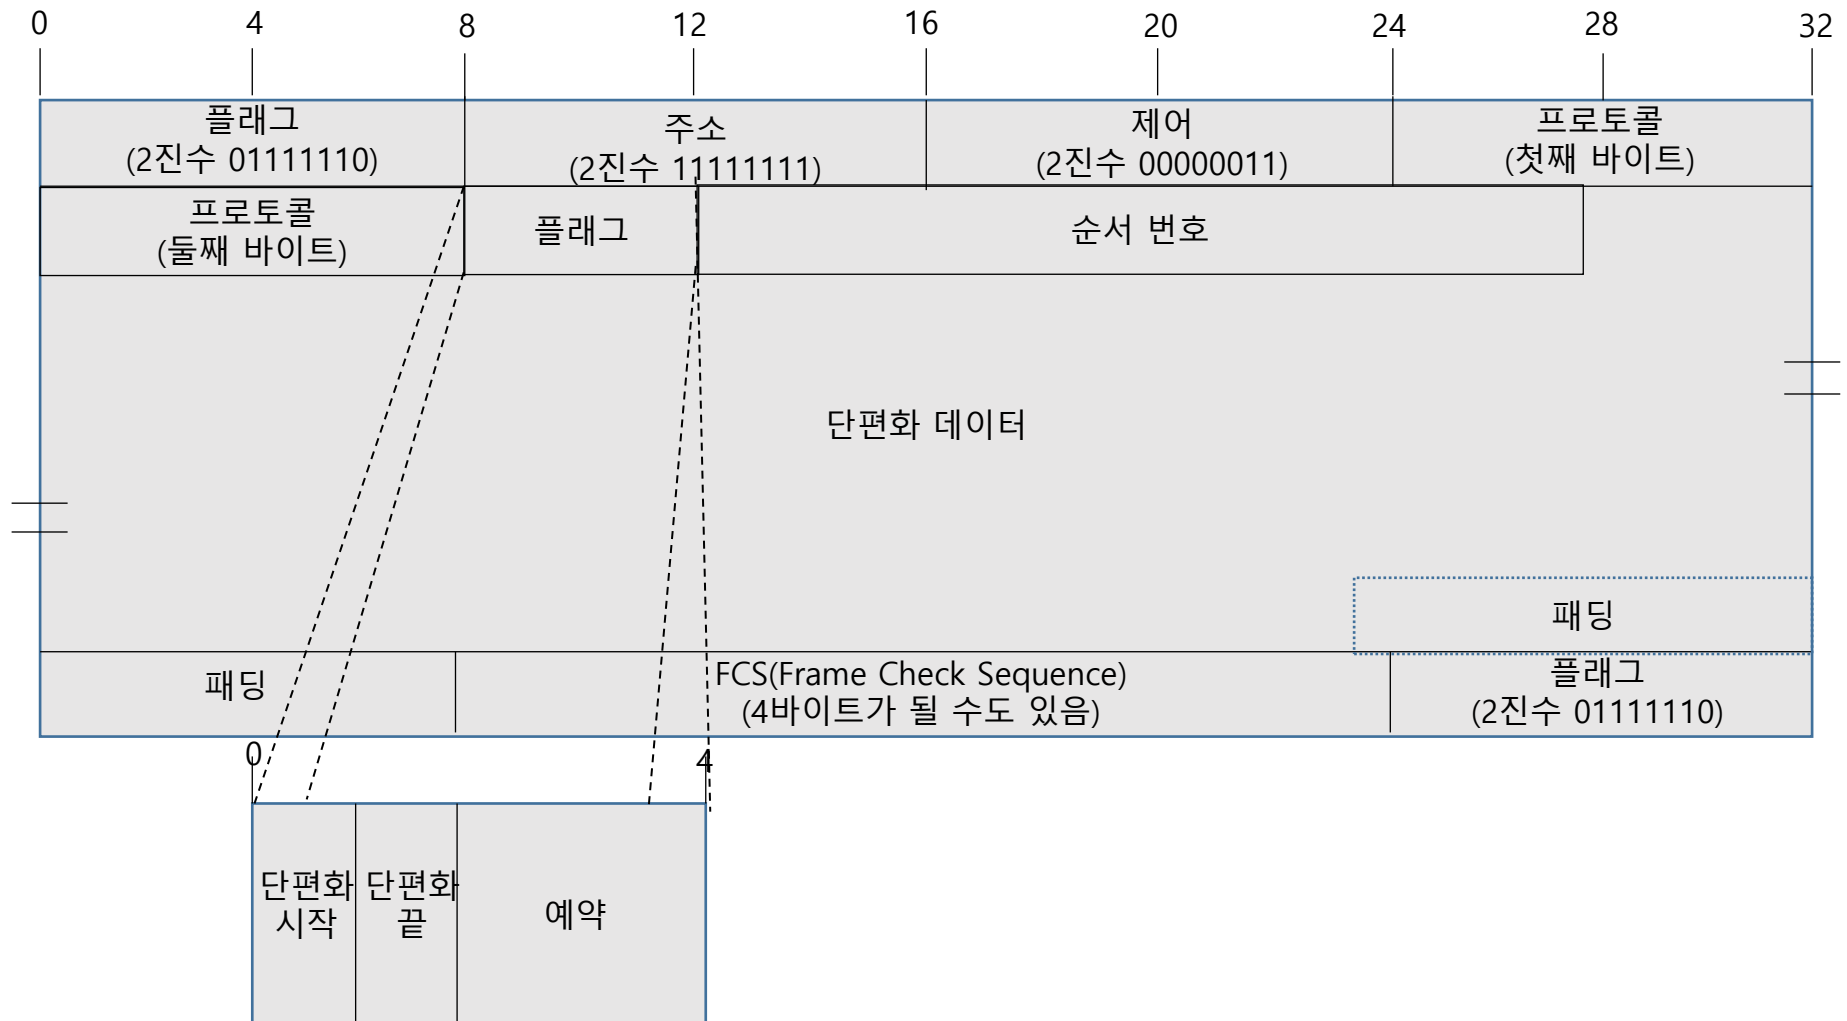 0 4 8 12 16 20 24 28 32
플래그
(2진수 01111110)
주소
(2진수 11111111)
제어
(2진수 00000011)
프로토콜
(첫째 바이트)
프로토콜
(둘째 바이트)
플래그
순서 번호
단편화 데이터
패딩
패딩
FCS(Frame Check Sequence)
(4바이트가 될 수도 있음)
플래그
(2진수 01111110)
0 4
단편화
시작
단편화
끝
예약